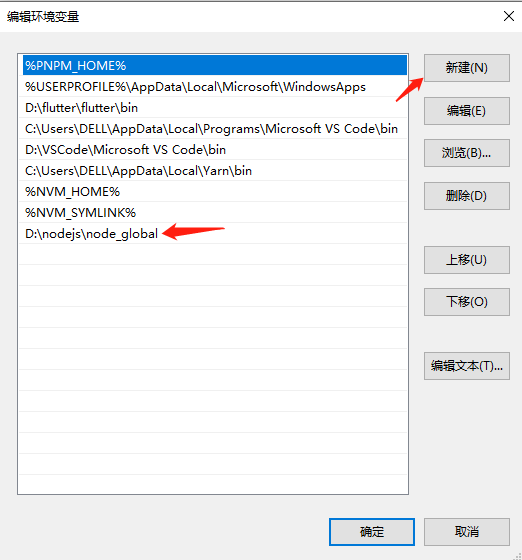 编辑环境变量
%PNPM_HOME%
%USERPROFILE%\AppData\Local\Microsoft\WindowsApps
D:\flutter\flutter\bin
C:\Users\DELL\AppData\Local\Programs\Microsoft VS Code\bin
D:\VSCode\Microsoft VS Code\bin
C:\Users\DELL\AppData\Local\Yarn\bin
%NVM_HOME%
%NVM_SYMLINK%
D:\nodejs\node_global
新建(N)
编辑(E)
浏览(B)...
删除(D)
上移(U)
下移(O)
编辑文本(T)...
确定
取消